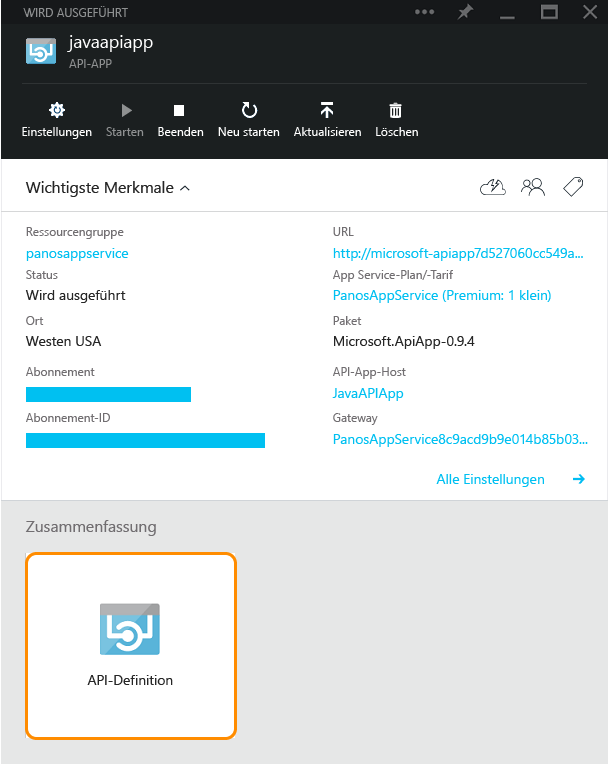 WIRD AUSGEFÜHRT
javaapiapp
API-APP
Einstellungen Starten Beenden Neu starten Aktualisieren Löschen
Wichtigste Merkmale
Ressourcengruppe URL
panosappservice http://microsoft-apiapp7d527060cc549a...
Status App Service-Plan/-Tarif
Wird ausgeführt PanosAppService (Premium: 1 klein)
Ort Paket
Westen USA Microsoft.ApiApp-0.9.4
Abonnement API-App-Host
JavaAPIApp
Abonnement-ID Gateway
PanosAppService8c9acd9b9e014b85b03...
Alle Einstellungen
Zusammenfassung
API-Definition